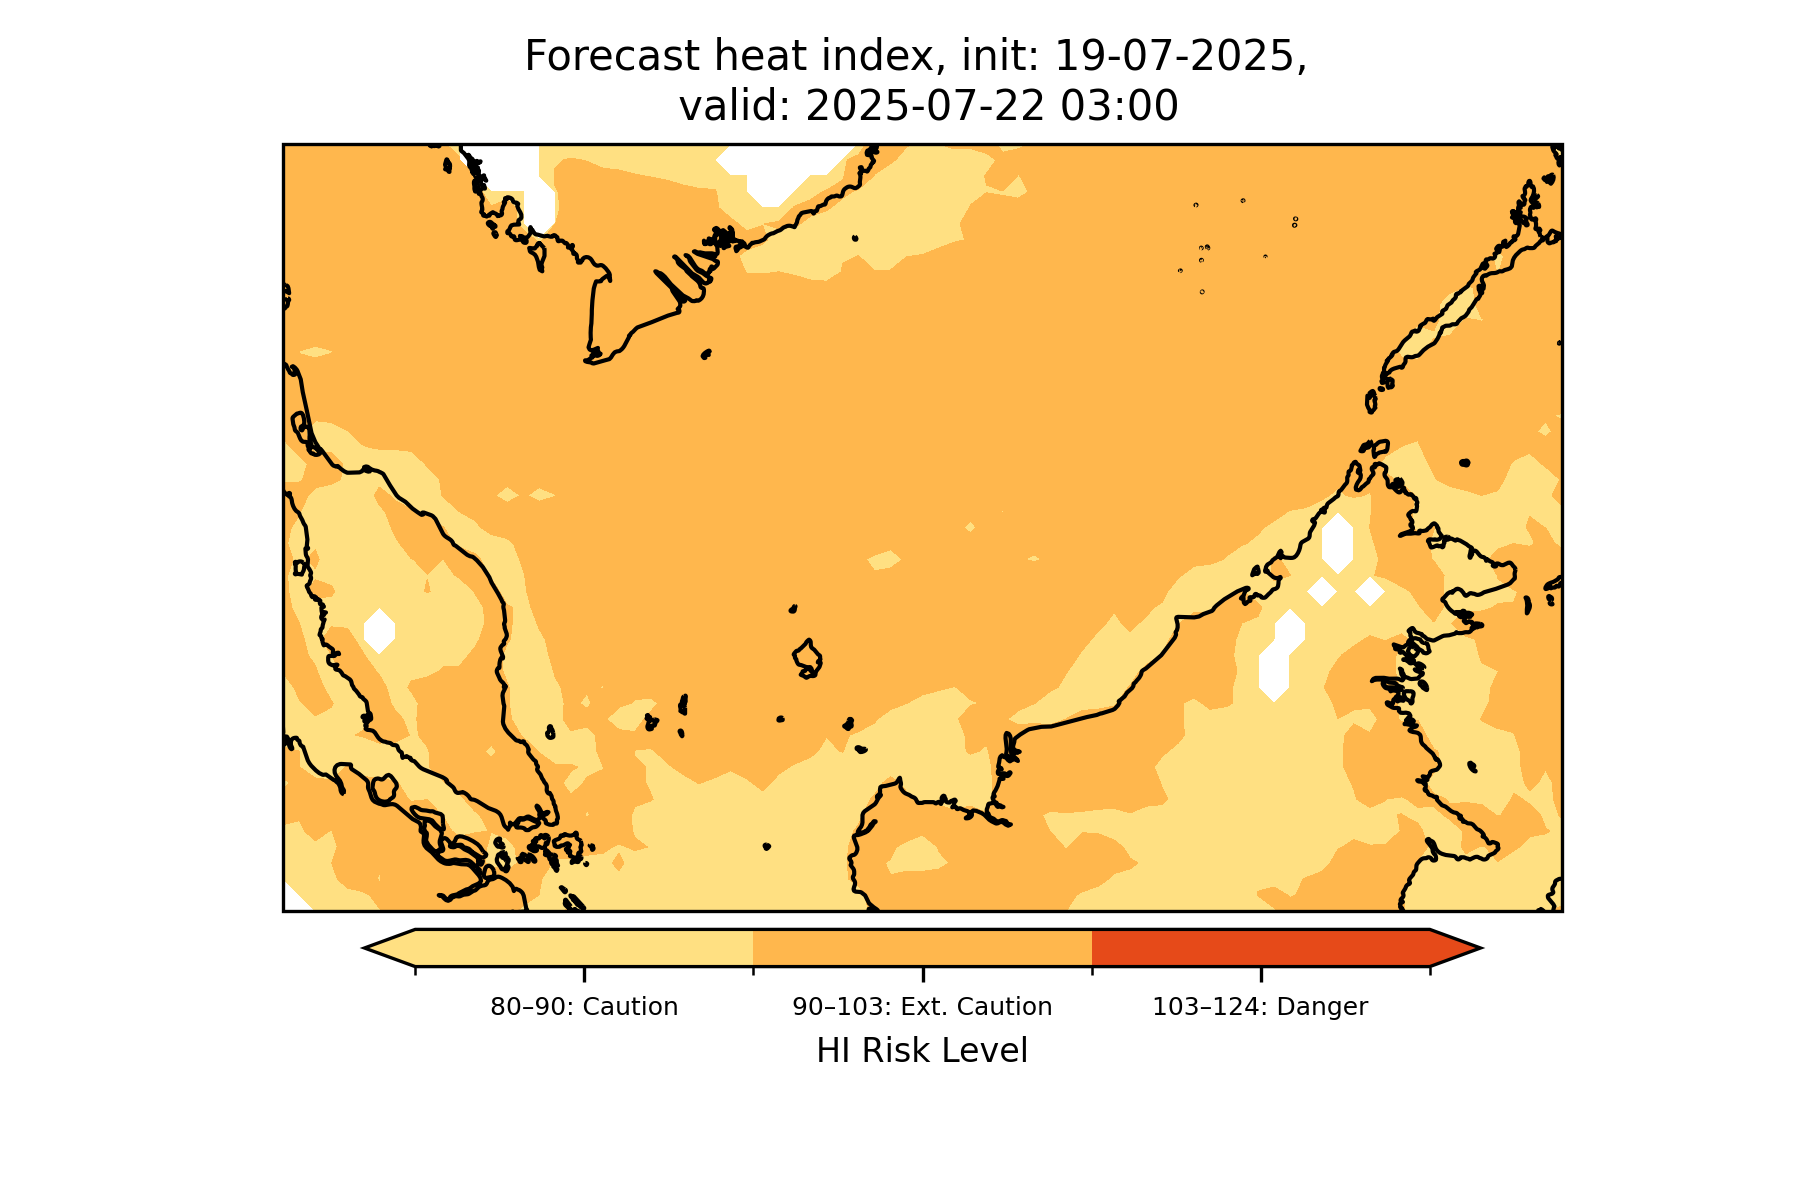 Forecast heat index, init: 19-07-2025,
valid: 2025-07-22 03:00
80–90: Caution
90–103: Ext. Caution
103–124: Danger
HI Risk Level